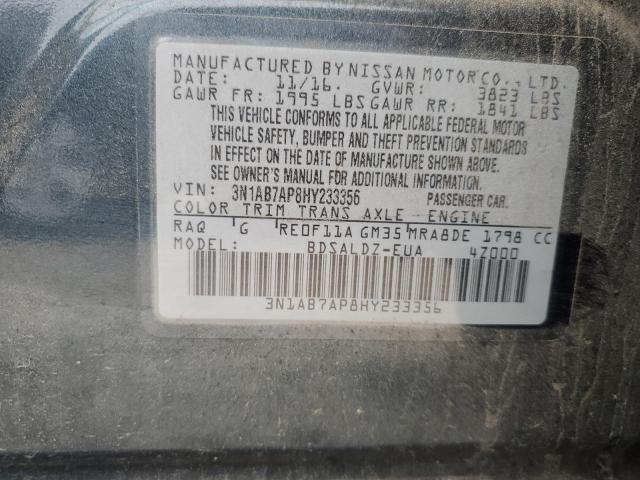 MANUFACTURED BY NISSAN MOTOR CO., LTD.
DATE: 11/16. GVWR: 3823 LBS
GAWR FR: 1995 LBS GAWR RR: 1841 LBS
THIS VEHICLE CONFORMS TO ALL APPLICABLE FEDERAL MOTOR
VEHICLE SAFETY, BUMPER AND THEFT PREVENTION STANDARDS
IN EFFECT ON THE DATE OF MANUFACTURE SHOWN ABOVE.
SEE OWNER'S MANUAL FOR ADDITIONAL INFORMATION.
VIN: 3N1AB7AP8HY233356 PASSENGER CAR.
COLOR TRIM TRANS AXLE ENGINE
RAQ G RE0F11A GM35 MRA8DE 1798 CC
MODEL: BDSALDZ-EUA 4Z000
3N1AB7AP8HY233356